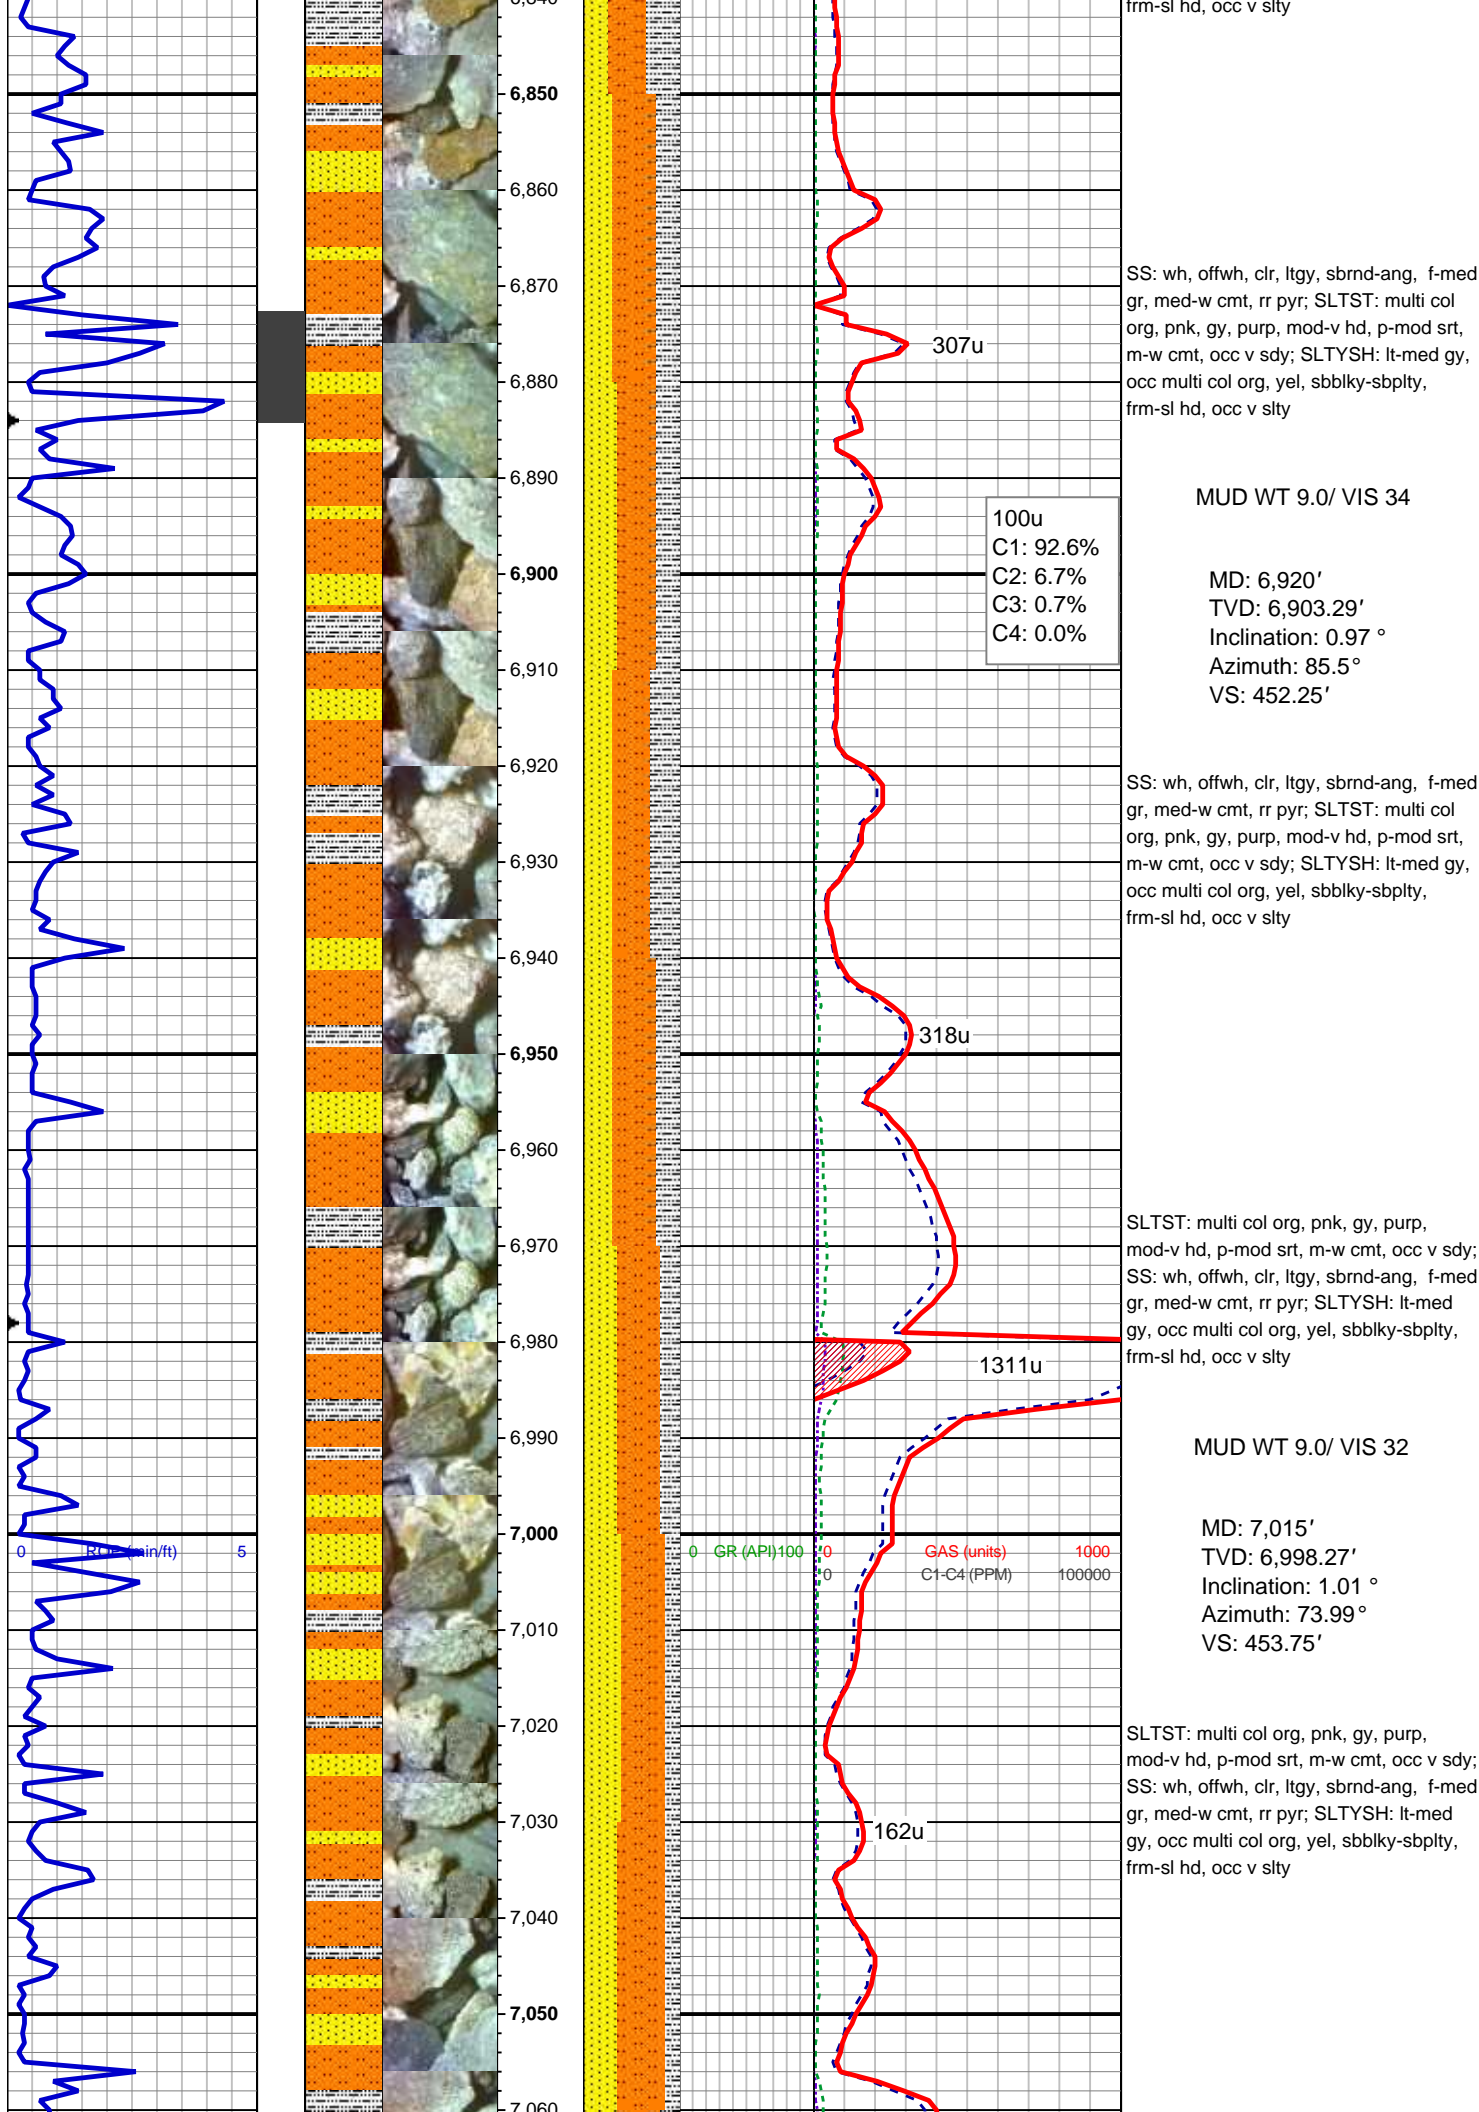 frm-sl hd, occ v slty
6,840
6,850
6,860
6,870
6,880
6,890
6,900
6,910
6,920
6,930
6,940
6,950
6,960
6,970
6,980
6,990
7,000
7,010
7,020
7,030
7,040
7,050
7,060
SS: wh, offwh, clr, ltgy, sbrnd-ang, f-med
gr, med-w cmt, rr pyr; SLTST: multi col
org, pnk, gy, purp, mod-v hd, p-mod srt,
m-w cmt, occ v sdy; SLTYSH: lt-med gy,
occ multi col org, yel, sbblky-sbplty,
frm-sl hd, occ v slty
307u
MUD WT 9.0/ VIS 34
100u
C1: 92.6%
C2: 6.7%
C3: 0.7%
C4: 0.0%
MD: 6,920'
TVD: 6,903.29'
Inclination: 0.97 °
Azimuth: 85.5°
VS: 452.25'
SS: wh, offwh, clr, ltgy, sbrnd-ang, f-med
gr, med-w cmt, rr pyr; SLTST: multi col
org, pnk, gy, purp, mod-v hd, p-mod srt,
m-w cmt, occ v sdy; SLTYSH: lt-med gy,
occ multi col org, yel, sbblky-sbplty,
frm-sl hd, occ v slty
318u
SLTST: multi col org, pnk, gy, purp,
mod-v hd, p-mod srt, m-w cmt, occ v sdy;
SS: wh, offwh, clr, ltgy, sbrnd-ang, f-med
gr, med-w cmt, rr pyr; SLTYSH: lt-med
gy, occ multi col org, yel, sbblky-sbplty,
frm-sl hd, occ v slty
1311u
MUD WT 9.0/ VIS 32
MD: 7,015'
TVD: 6,998.27'
Inclination: 1.01 °
Azimuth: 73.99°
VS: 453.75'
0 ROP (min/ft) 5
0 GR (API) 100
0 GAS (units) 1000
0 C1-C4 (PPM) 100000
SLTST: multi col org, pnk, gy, purp,
mod-v hd, p-mod srt, m-w cmt, occ v sdy;
SS: wh, offwh, clr, ltgy, sbrnd-ang, f-med
gr, med-w cmt, rr pyr; SLTYSH: lt-med
gy, occ multi col org, yel, sbblky-sbplty,
frm-sl hd, occ v slty
162u